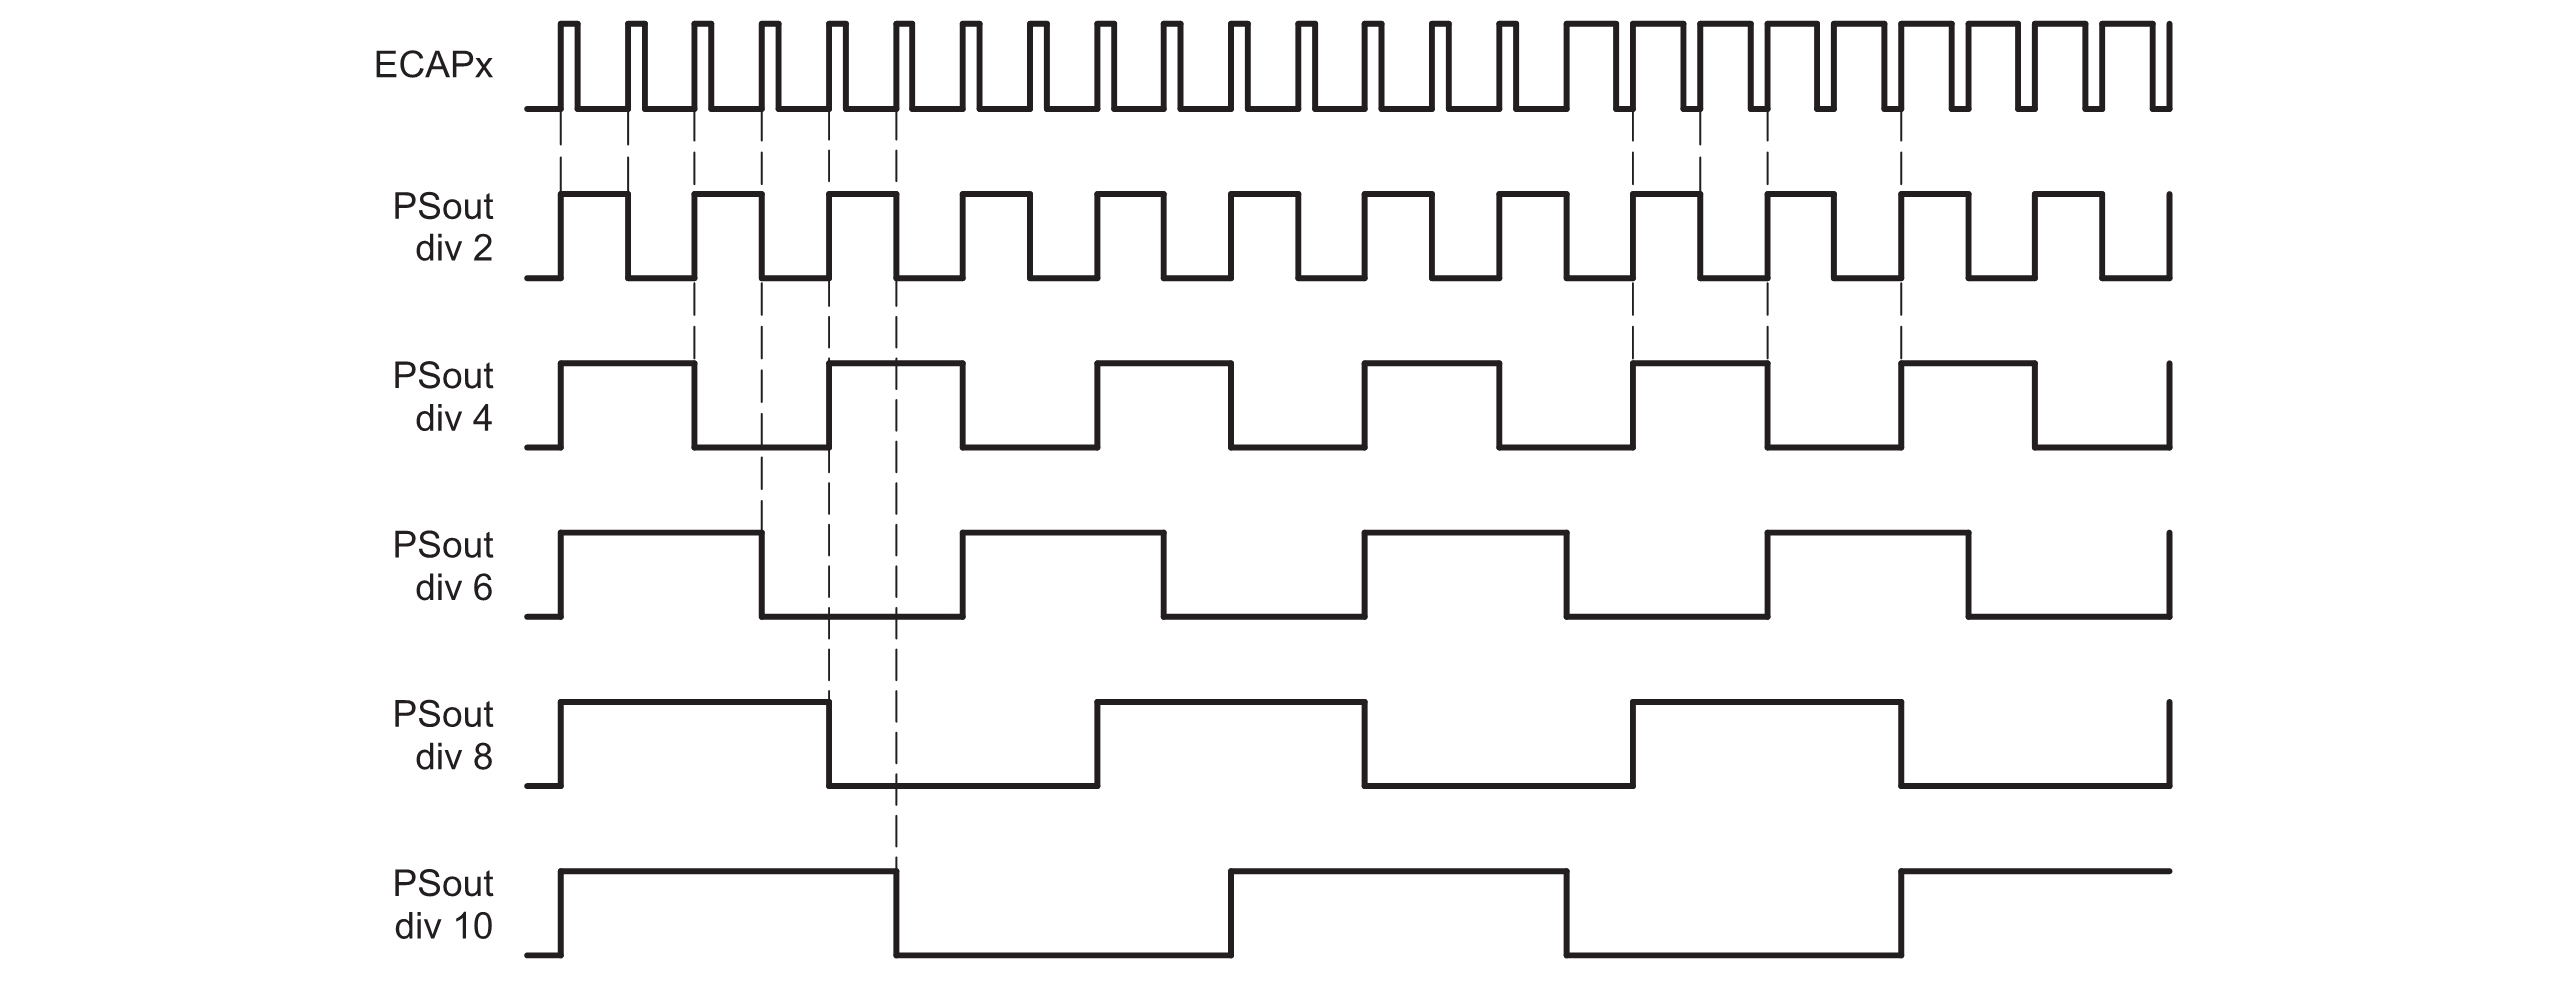 ECAPx
PSout
div 2
PSout
div 4
PSout
div 6
PSout
div 8
PSout
div 10